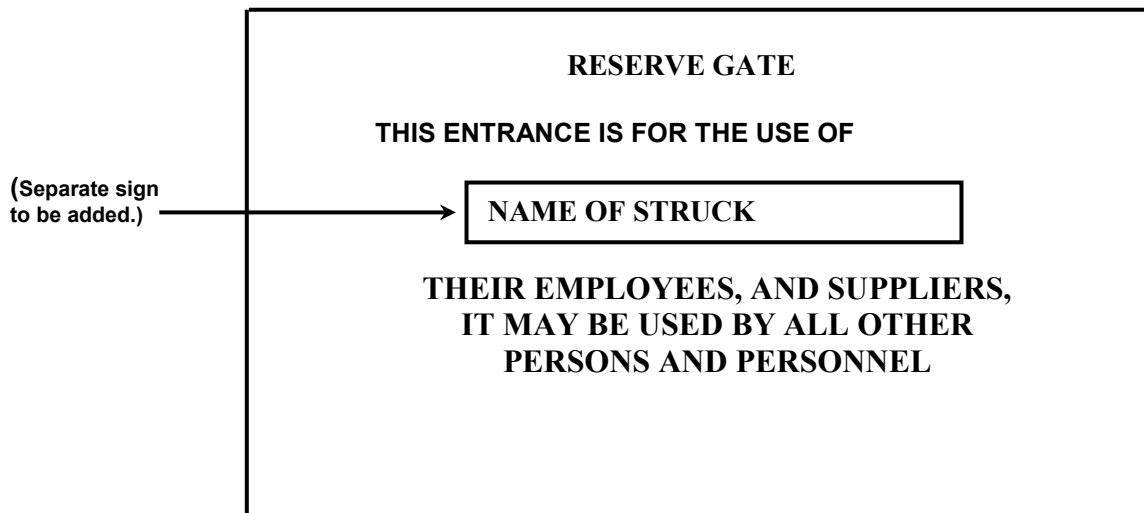 RESERVE GATE
THIS ENTRANCE IS FOR THE USE OF
(Separate sign
to be added.)
NAME OF STRUCK
THEIR EMPLOYEES, AND SUPPLIERS,
IT MAY BE USED BY ALL OTHER
PERSONS AND PERSONNEL